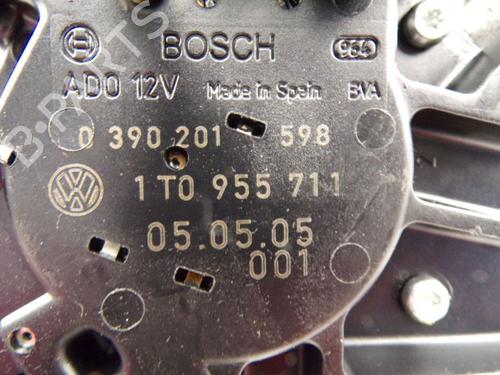 BOSCH 966
ADO 12V Made in Spain BVA
0 390 201 598
1T0 955 711
05.05.05
001
B-PARTS